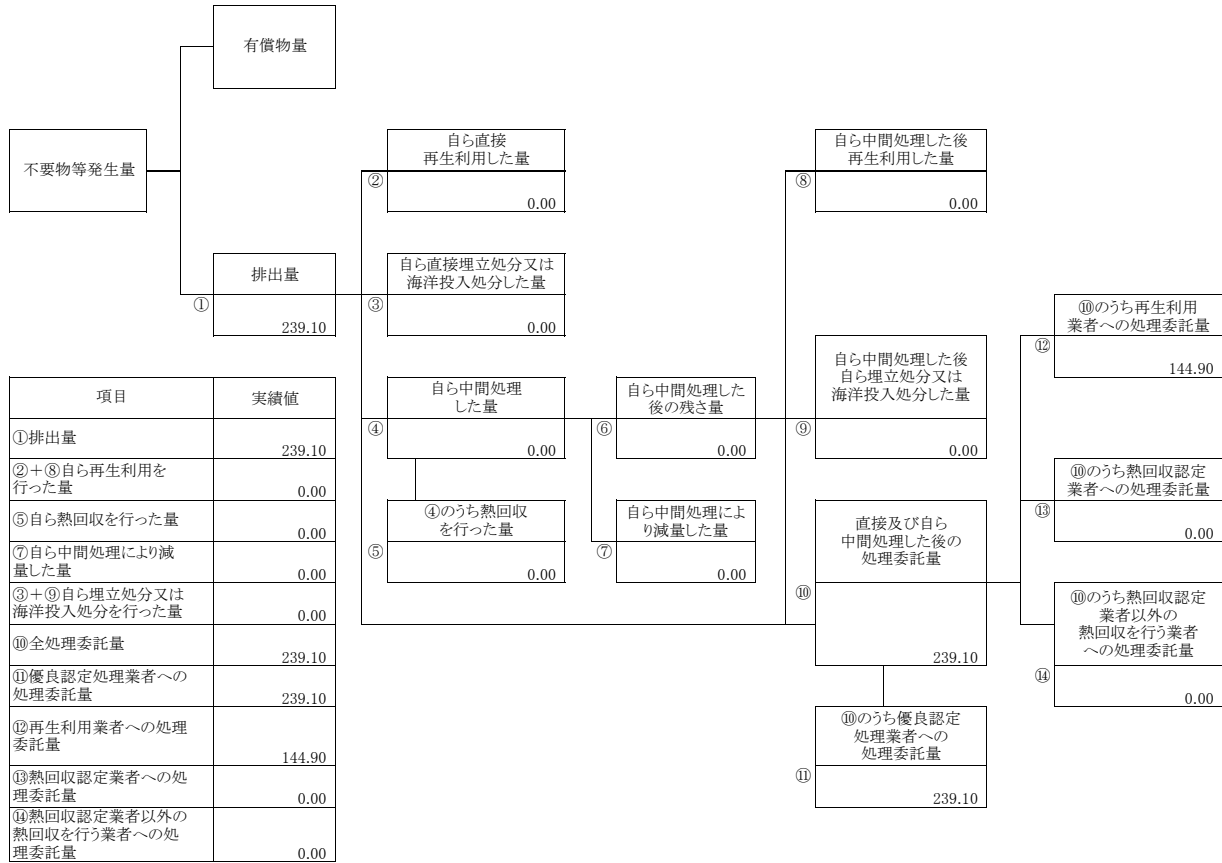 有償物量
不要物等発生量
排出量
①
239.10
自ら直接
再生利用した量
②
0.00
自ら直接埋立処分又は
海洋投入処分した量
③
0.00
自ら中間処理
した量
④
0.00
④のうち熱回収
を行った量
⑤
0.00
自ら中間処理した
後の残さ量
⑥
0.00
自ら中間処理によ
り減量した量
⑦
0.00
自ら中間処理した後
再生利用した量
⑧
0.00
自ら中間処理した後
自ら埋立処分又は
海洋投入処分した量
⑨
0.00
直接及び自ら
中間処理した後の
処理委託量
⑩
239.10
⑩のうち優良認定
処理業者への
処理委託量
⑪
239.10
⑩のうち再生利用
業者への処理委託量
⑫
144.90
⑩のうち熱回収認定
業者への処理委託量
⑬
0.00
⑩のうち熱回収認定
業者以外の
熱回収を行う業者
への処理委託量
⑭
0.00
項目 実績値
①排出量
239.10
②+⑧自ら再生利用を
行った量 0.00
⑤自ら熱回収を行った量
0.00
⑦自ら中間処理により減
量した量 0.00
③+⑨自ら埋立処分又は
海洋投入処分を行った量 0.00
⑩全処理委託量
239.10
⑪優良認定処理業者への
処理委託量 239.10
⑫再生利用業者への処理
委託量
144.90
⑬熱回収認定業者への処
理委託量 0.00
⑭熱回収認定業者以外の
熱回収を行う業者への処
理委託量 0.00